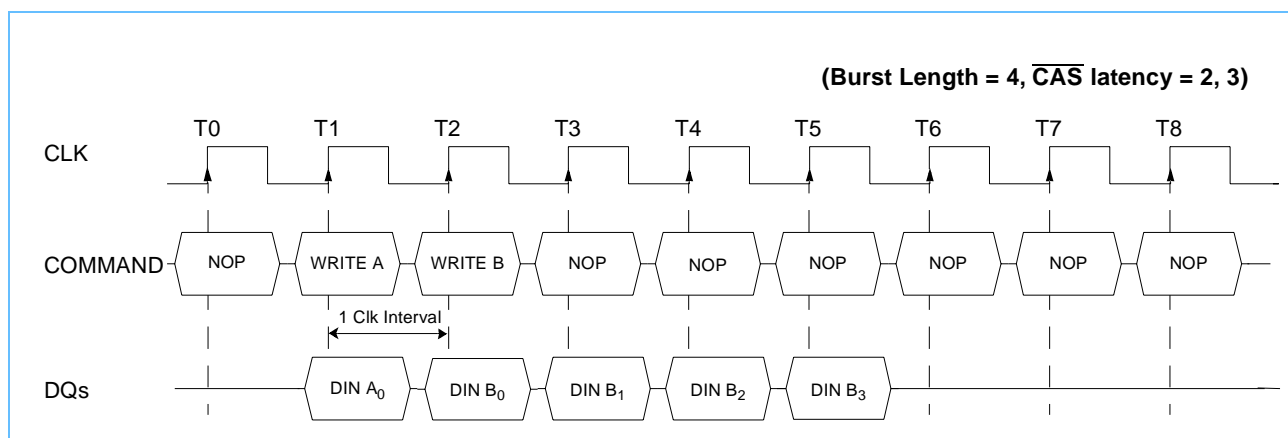 (Burst Length = 4, C̅A̅S̅ latency = 2, 3)
T0 T1 T2 T3 T4 T5 T6 T7 T8
CLK
COMMAND NOP WRITE A WRITE B NOP NOP NOP NOP NOP NOP
1 Clk Interval
DQs DIN A₀ DIN B₀ DIN B₁ DIN B₂ DIN B₃